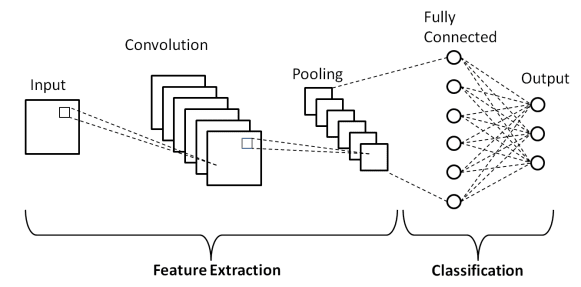 Fully
Connected
Convolution
Pooling
Input
Output
Feature Extraction
Classification